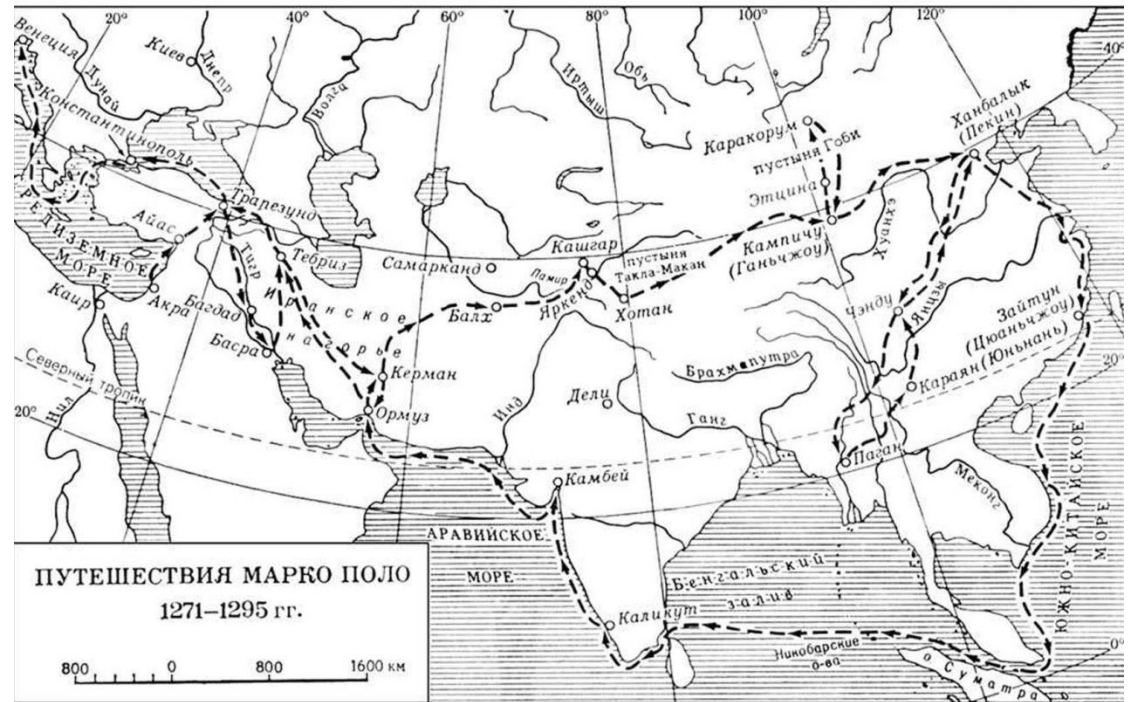 20°
40°
60°
80°
100°
120°
40°
Венеция
Киев
Днепр
Дунай
Волга
Иртыш
Обь
Константинополь
Каракорум
пустыня Гоби
Ханбалык
(Пекин)
Этцина
Трапезунд
Айас
СРЕДИЗЕМНОЕ
МОРЕ
Тигр
Тебриз
Самарканд
Кашгар
Памир
пустыня
Такла-Макан
Кампичу
(Ганьчжоу)
Хуанхэ
Каир
Акра
Багдад
Иранское
нагорье
Балх
Яркенд
Хотан
Чэнду
Янцзы
Зайтун
(Цюаньчжоу)
Басра
Керман
Брахмапутра
Караян (Юньнань)
20°
Северный тропик
Нил
20°
Ормуз
Инд
Дели
Ганг
Паган
Меконг
Камбей
АРАВИЙСКОЕ
МОРЕ
ЮЖНО-КИТАЙСКОЕ
МОРЕ
Бенгальский
залив
Каликут
Никобарские
о-ва
о. Суматра
0°
ПУТЕШЕСТВИЯ МАРКО ПОЛО
1271–1295 гг.
800 0 800 1600 км